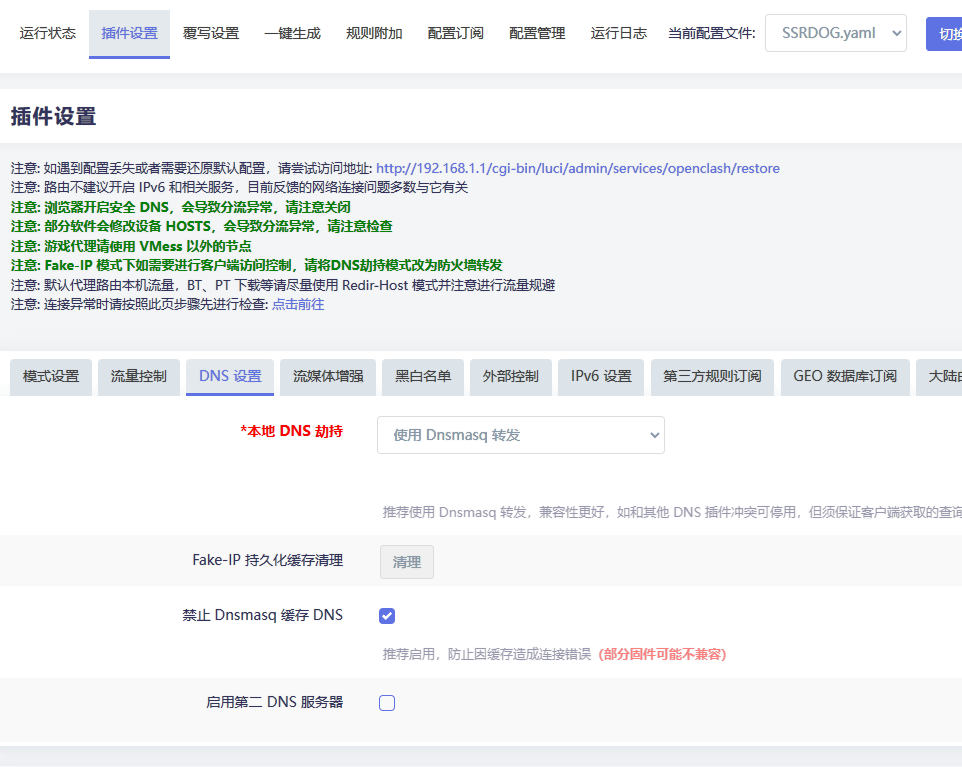 运行状态 插件设置 覆写设置 一键生成 规则附加 配置订阅 配置管理 运行日志 当前配置文件: SSRDOG.yaml 切换
插件设置
注意: 如遇到配置丢失或者需要还原默认配置，请尝试访问地址: http://192.168.1.1/cgi-bin/luci/admin/services/openclash/restore
注意: 路由不建议开启 IPv6 和相关服务，目前反馈的网络连接问题多数与它有关
注意: 浏览器开启安全 DNS，会导致分流异常，请注意关闭
注意: 部分软件会修改设备 HOSTS，会导致分流异常，请注意检查
注意: 游戏代理请使用 VMess 以外的节点
注意: Fake-IP 模式下如需要进行客户端访问控制，请将DNS劫持模式改为防火墙转发
注意: 默认代理路由本机流量，BT、PT 下载等请尽量使用 Redir-Host 模式并注意进行流量规避
注意: 连接异常时请按照此页步骤先进行检查: 点击前往
模式设置 流量控制 DNS 设置 流媒体增强 黑白名单 外部控制 IPv6 设置 第三方规则订阅 GEO 数据库订阅 大陆
*本地 DNS 劫持 使用 Dnsmasq 转发
推荐使用 Dnsmasq 转发，兼容性更好，如和其他 DNS 插件冲突可停用，但须保证客户端获取的查询
Fake-IP 持久化缓存清理 清理
禁止 Dnsmasq 缓存 DNS
推荐启用，防止因缓存造成连接错误（部分固件可能不兼容）
启用第二 DNS 服务器